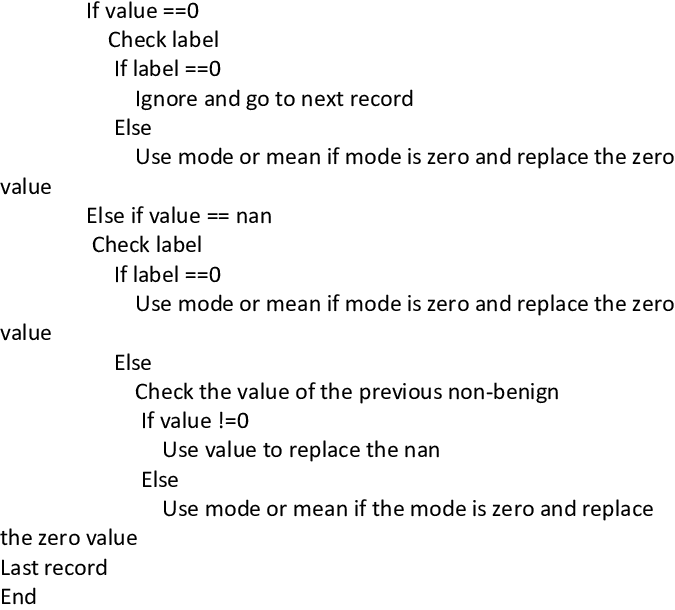 If value ==0
Check label
If label ==0
Ignore and go to next record
Else
Use mode or mean if mode is zero and replace the zero
value
Else if value == nan
Check label
If label ==0
Use mode or mean if mode is zero and replace the zero
value
Else
Check the value of the previous non-benign
If value !=0
Use value to replace the nan
Else
Use mode or mean if the mode is zero and replace
the zero value
Last record
End